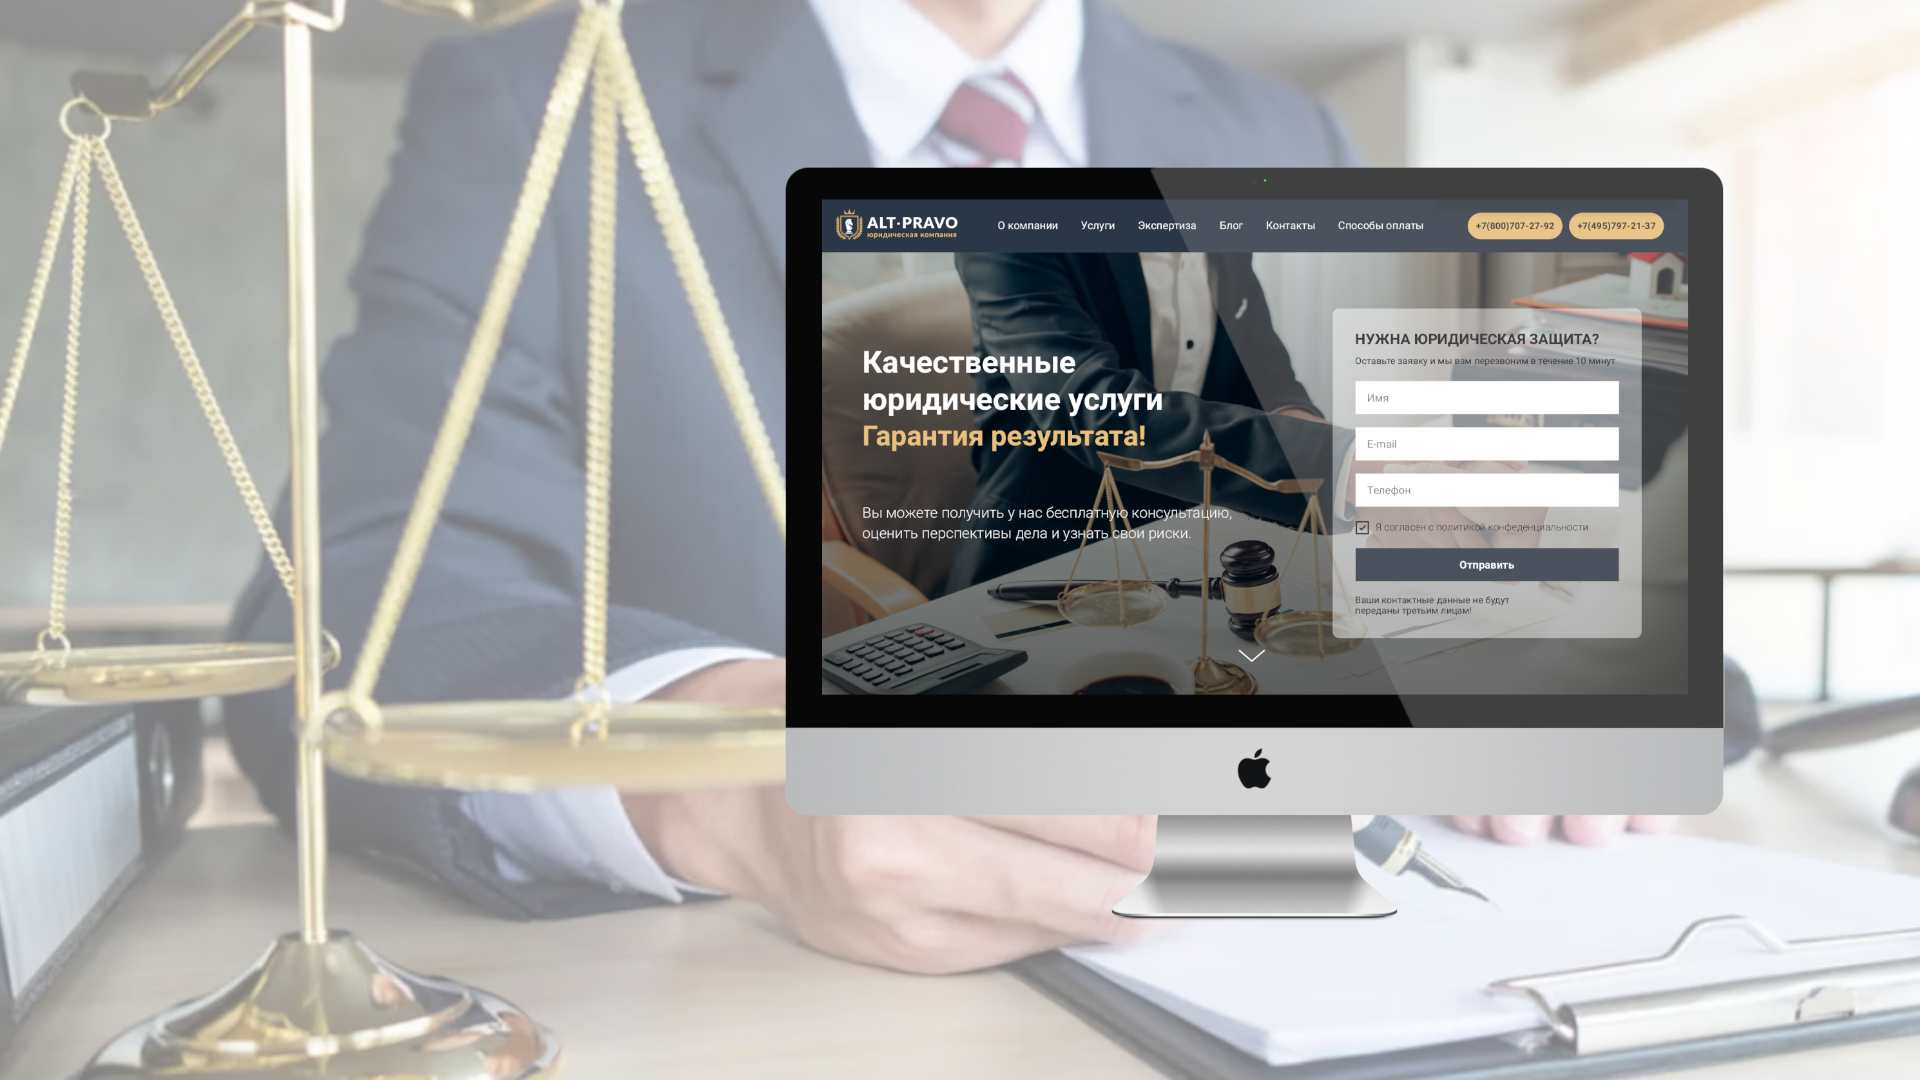 ALT-PRAVO
юридическая компания
О компании Услуги Экспертиза Блог Контакты Способы оплаты
+7(800)707-27-92 +7(495)797-21-37
Качественные
юридические услуги
Гарантия результата!
Вы можете получить у нас бесплатную консультацию,
оценить перспективы дела и узнать свои риски.
НУЖНА ЮРИДИЧЕСКАЯ ЗАЩИТА?
Оставьте заявку и мы вам перезвоним в течение 10 минут
Имя
E-mail
Телефон
Я согласен с политикой конфеденциальности
Отправить
Ваши контактные данные не будут
переданы третьим лицам!